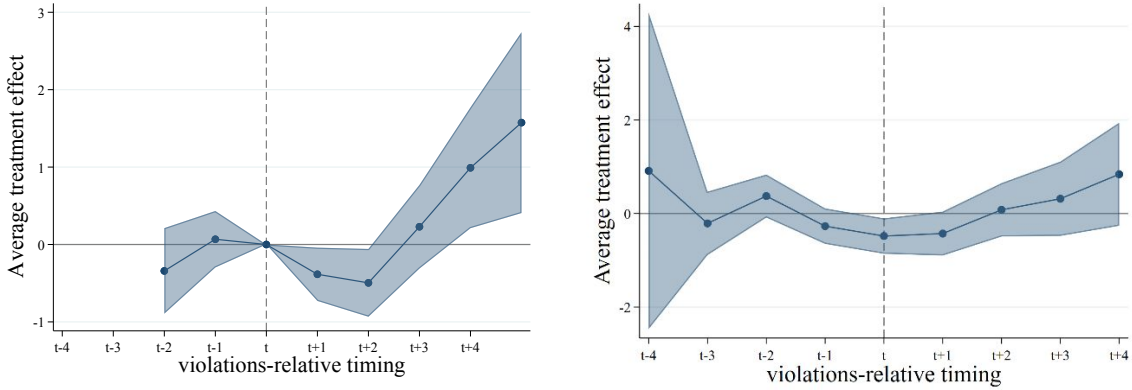 Average treatment effect
3
2
1
0
-1
t-4 t-3 t-2 t-1 t t+1 t+2 t+3 t+4
violations-relative timing
Average treatment effect
4
2
0
-2
t-4 t-3 t-2 t-1 t t+1 t+2 t+3 t+4
violations-relative timing